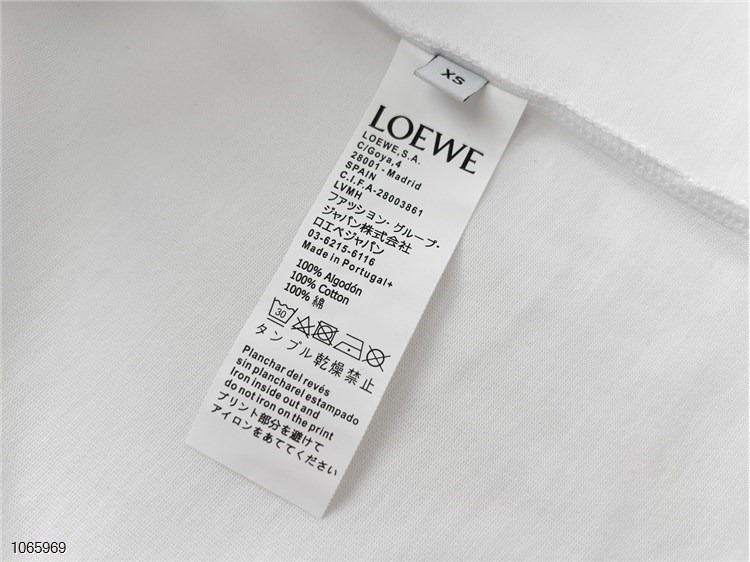 XS
LOEWE
LOEWE,S.A.
C/Goya,4
28001 - Madrid
SPAIN
C.I.F.A-28003861
LVMH
ファッション・グループ・
ジャパン株式会社
ロエベジャパン
03-6215-6116
Made in Portugal+
100% Algodón
100% Cotton
100% 綿
30
タンブル乾燥禁止
Planchar del revés
sin plancharel estampado
Iron inside out and
do not iron on the print
プリント部分を避けて
アイロンをあててください
1065969